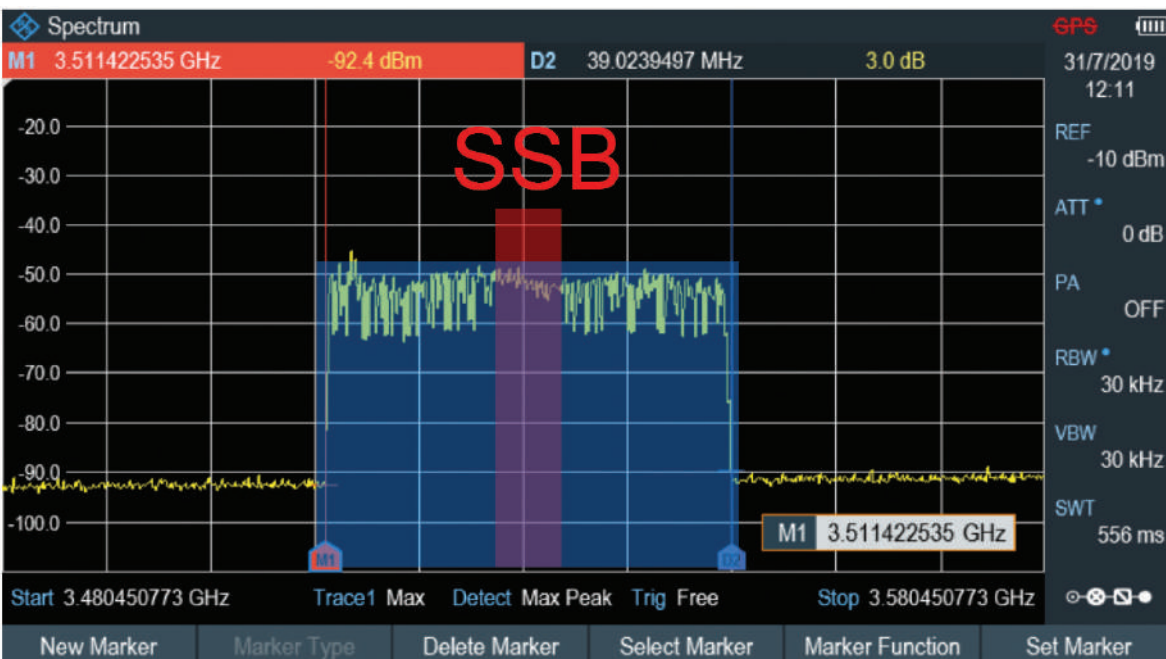 Spectrum GPS
M1 3.511422535 GHz -92.4 dBm D2 39.0239497 MHz 3.0 dB
31/7/2019
12:11
REF
-10 dBm
ATT
0 dB
PA
OFF
RBW
30 kHz
VBW
30 kHz
SWT
556 ms
SSB
-20.0
-30.0
-40.0
-50.0
-60.0
-70.0
-80.0
-90.0
-100.0
M1 3.511422535 GHz
M1 D2
Start 3.480450773 GHz Trace1 Max Detect Max Peak Trig Free Stop 3.580450773 GHz
New Marker Marker Type Delete Marker Select Marker Marker Function Set Marker